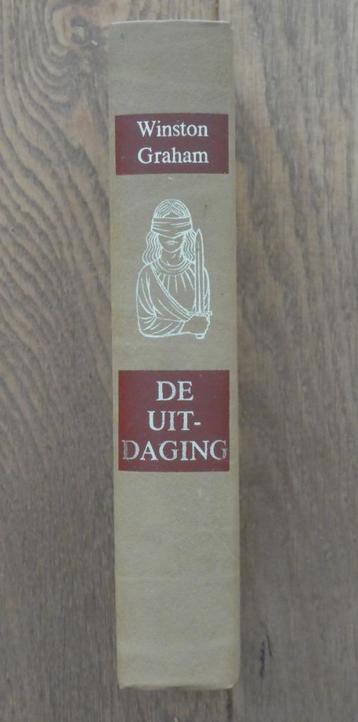 Winston
Graham
DE
UIT-
DAGING